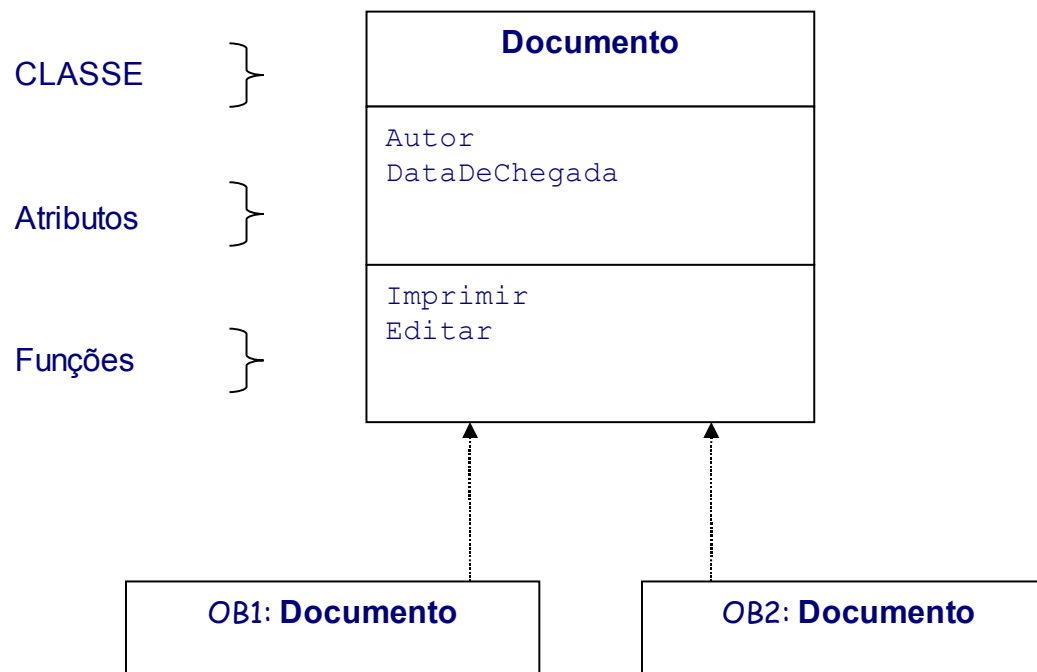 Documento
CLASSE
Autor
DataDeChegada
Atributos
Imprimir
Editar
Funções
OB1: Documento
OB2: Documento